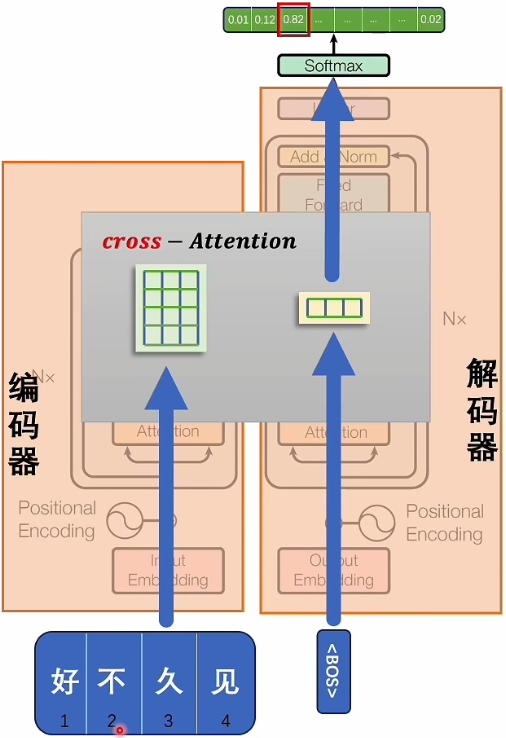 0.01 0.12 0.82 ... ... ... ... 0.02
Softmax
Add & Norm
Feed
Forward
cross - Attention
N×
N×
编码器
解码器
Attention
Attention
Positional
Encoding
Positional
Encoding
Input
Embedding
Output
Embedding
好 不 久 见
1 2 3 4
<BOS>